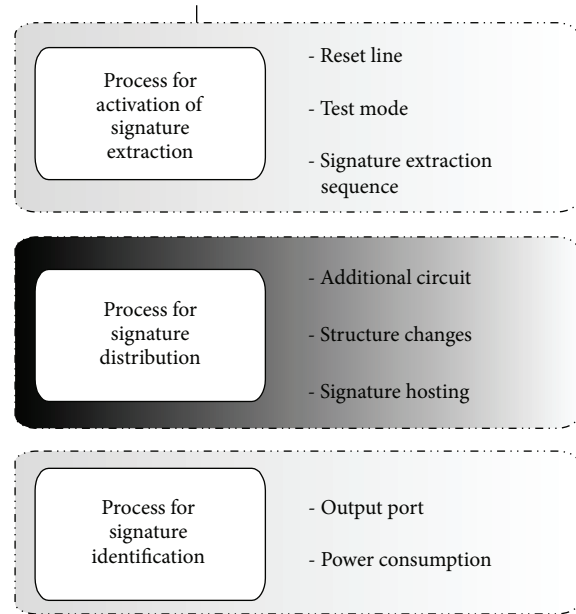 Process for
activation of
signature
extraction
- Reset line
- Test mode
- Signature extraction
sequence
Process for
signature
distribution
- Additional circuit
- Structure changes
- Signature hosting
Process for
signature
identification
- Output port
- Power consumption